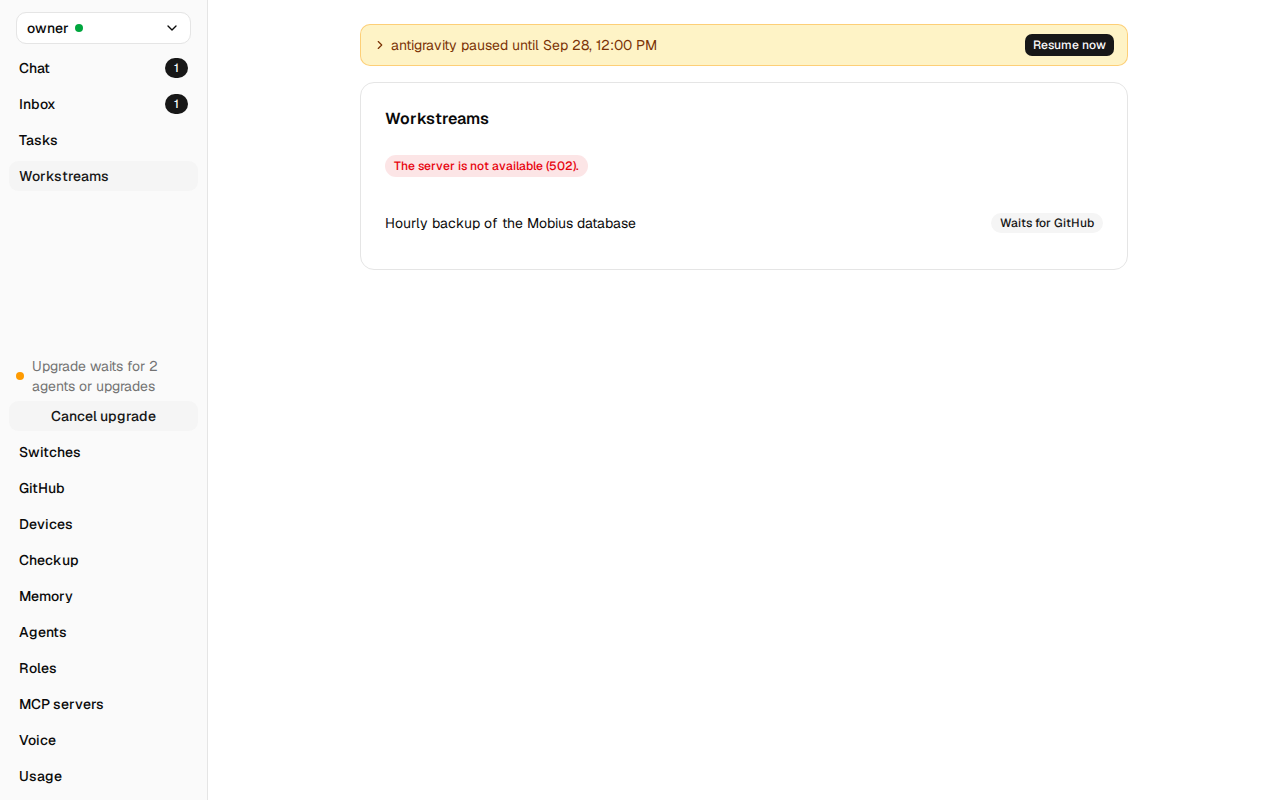 owner
Chat 1
Inbox 1
Tasks
Workstreams
Upgrade waits for 2
agents or upgrades
Cancel upgrade
Switches
GitHub
Devices
Checkup
Memory
Agents
Roles
MCP servers
Voice
Usage
antigravity paused until Sep 28, 12:00 PM
Resume now
Workstreams
The server is not available (502).
Hourly backup of the Mobius database
Waits for GitHub